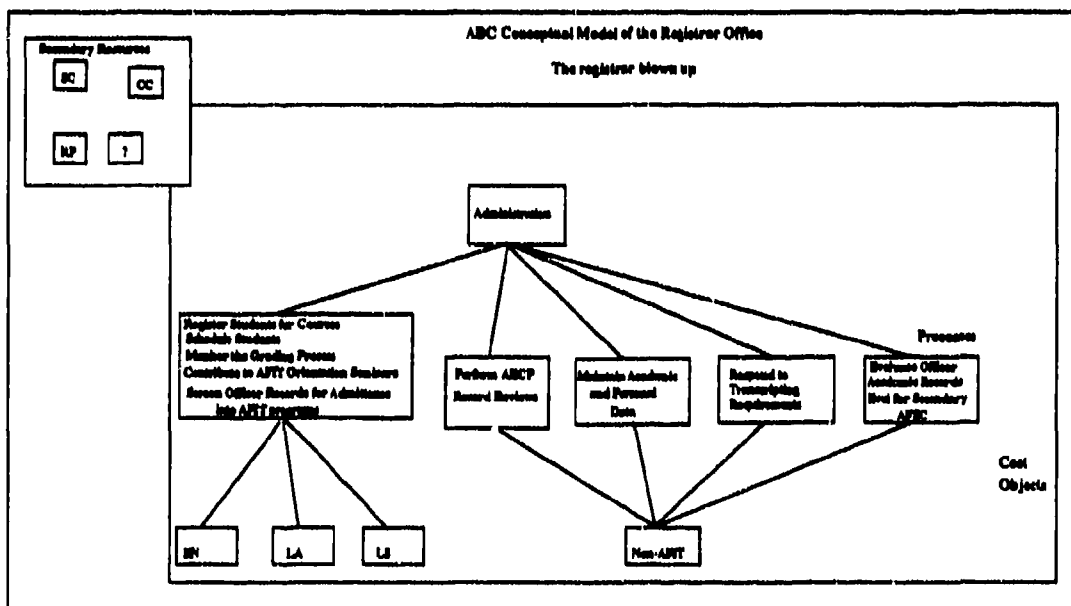 ABC Conceptual Model of the Registrar Office
The registrar blown up
Secondary Resources
SC
CC
RP
?
Administration
Register Students for Courses
Schedule Students
Monitor the Grading Process
Contribute to AFIT Orientation Seminars
Screen Officer Records for Admittance
into AFIT programs
Processes
Perform AECP
Record Reviews
Maintain Academic
and Personal
Data
Respond to
Transcripting
Requirements
Evaluate Officer
Academic Records
for Secondary
Cost
Objects
EN
LA
LS
Non-AFIT